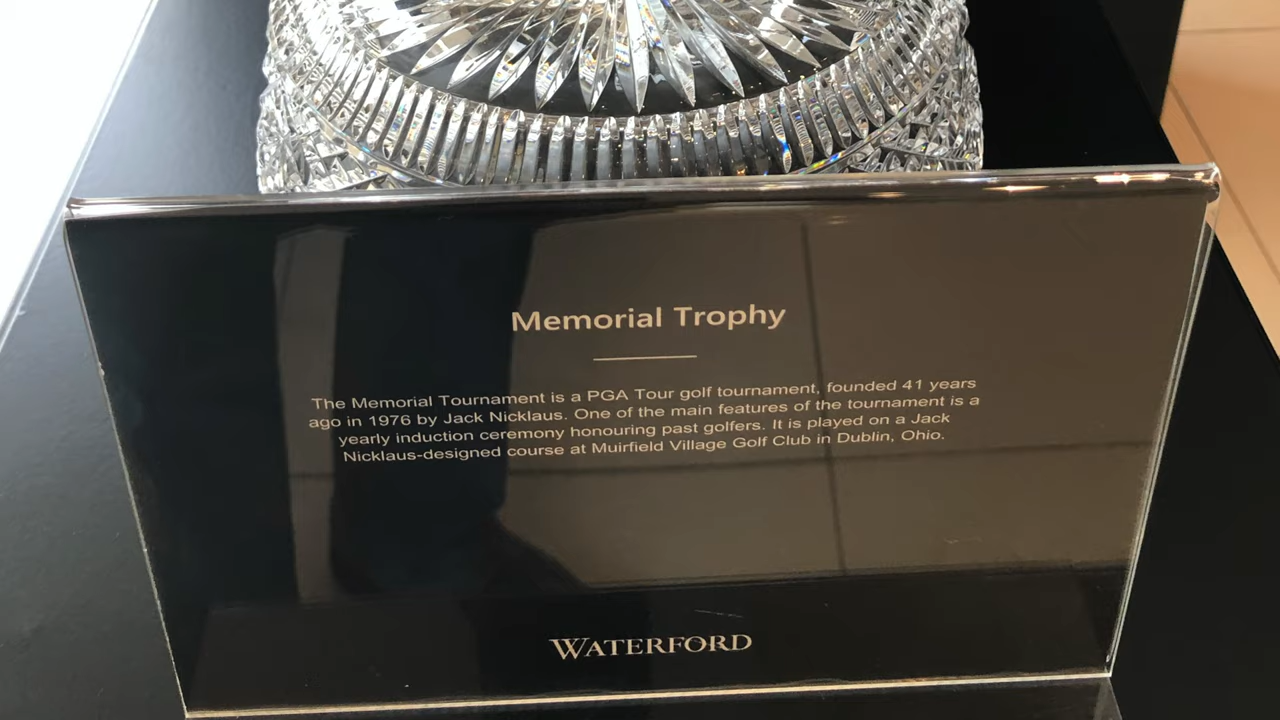 Memorial Trophy
The Memorial Tournament is a PGA Tour golf tournament, founded 41 years
ago in 1976 by Jack Nicklaus. One of the main features of the tournament is a
yearly induction ceremony honouring past golfers. It is played on a Jack
Nicklaus-designed course at Muirfield Village Golf Club in Dublin, Ohio.
WATERFORD